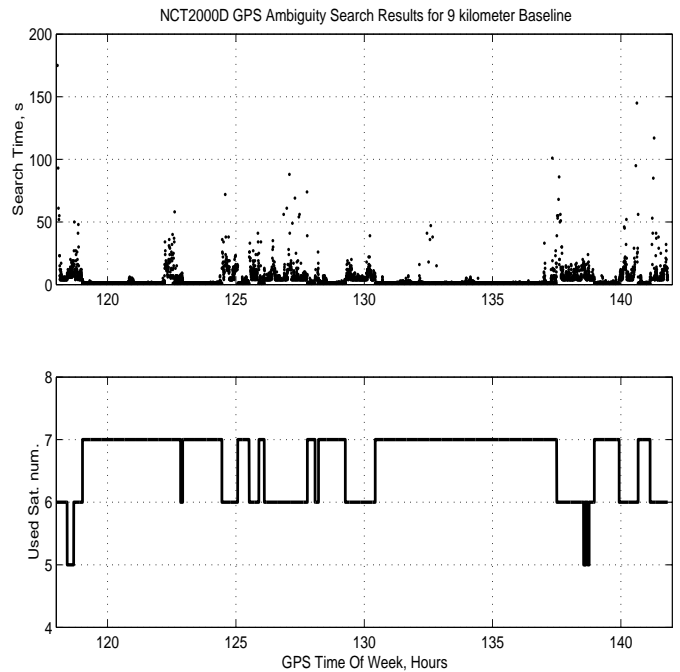 NCT2000D GPS Ambiguity Search Results for 9 kilometer Baseline
200
150
100
50
0
Search Time, s
120 125 130 135 140
8
7
6
5
4
Used Sat. num.
120 125 130 135 140
GPS Time Of Week, Hours